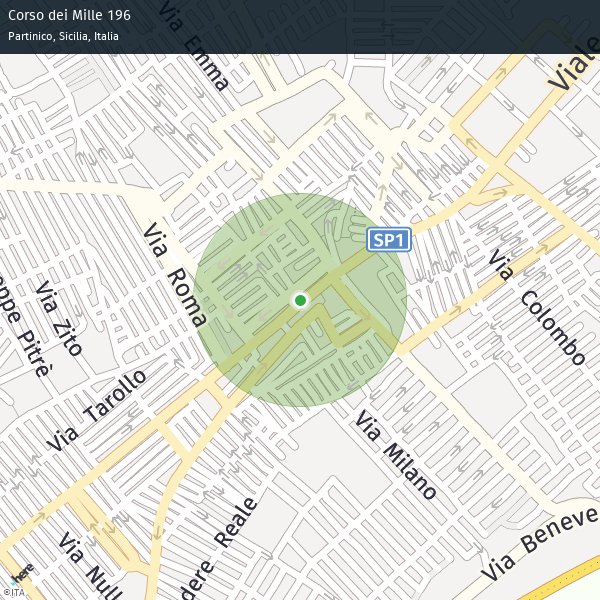 Corso dei Mille 196
Partinico, Sicilia, Italia
Via Emma
Viale
SP1
Via Roma
Via Colombo
Via Zito
oppe Pitrè
Via Tarollo
Via Milano
dere Reale
Via Beneve
Via Null
here
©ITA